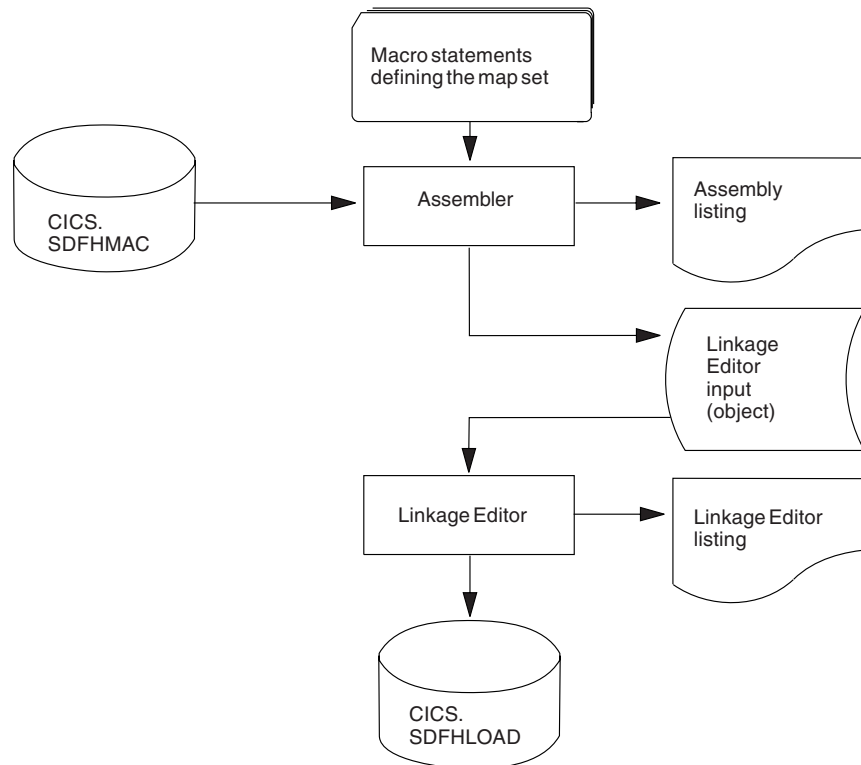 Macro statements
defining the map set
Assembler
Assembly
listing
CICS.
SDFHMAC
Linkage
Editor
input
(object)
Linkage Editor
Linkage Editor
listing
CICS.
SDFHLOAD